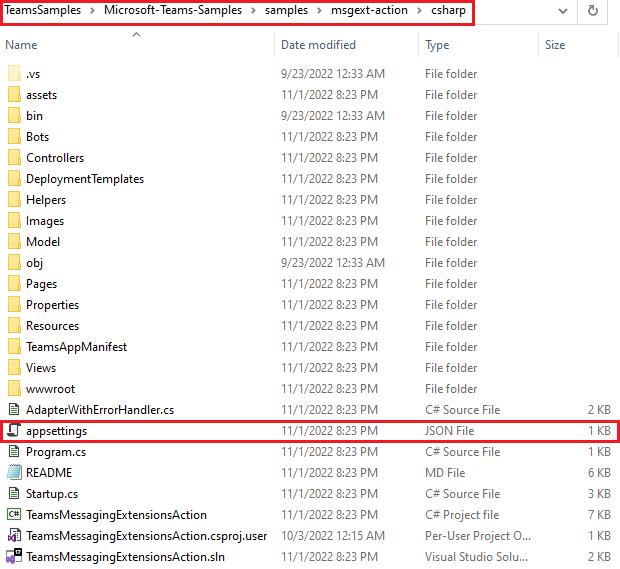 TeamsSamples > Microsoft-Teams-Samples > samples > msgext-action > csharp
Name Date modified Type Size
.vs 9/23/2022 12:33 AM File folder
assets 11/1/2022 8:23 PM File folder
bin 9/23/2022 12:33 AM File folder
Bots 11/1/2022 8:23 PM File folder
Controllers 11/1/2022 8:23 PM File folder
DeploymentTemplates 11/1/2022 8:23 PM File folder
Helpers 11/1/2022 8:23 PM File folder
Images 11/1/2022 8:23 PM File folder
Model 11/1/2022 8:23 PM File folder
obj 9/23/2022 12:33 AM File folder
Pages 11/1/2022 8:23 PM File folder
Properties 11/1/2022 8:23 PM File folder
Resources 11/1/2022 8:23 PM File folder
TeamsAppManifest 11/1/2022 8:23 PM File folder
Views 11/1/2022 8:23 PM File folder
wwwroot 11/1/2022 8:23 PM File folder
AdapterWithErrorHandler.cs 11/1/2022 8:23 PM C# Source File 2 KB
appsettings 11/1/2022 8:23 PM JSON File 1 KB
Program.cs 11/1/2022 8:23 PM C# Source File 1 KB
README 11/1/2022 8:23 PM MD File 6 KB
Startup.cs 11/1/2022 8:23 PM C# Source File 3 KB
TeamsMessagingExtensionsAction 11/1/2022 8:23 PM C# Project file 7 KB
TeamsMessagingExtensionsAction.csproj.user 10/3/2022 12:15 AM Per-User Project O... 2 KB
TeamsMessagingExtensionsAction.sln 11/1/2022 8:23 PM Visual Studio Solu... 2 KB